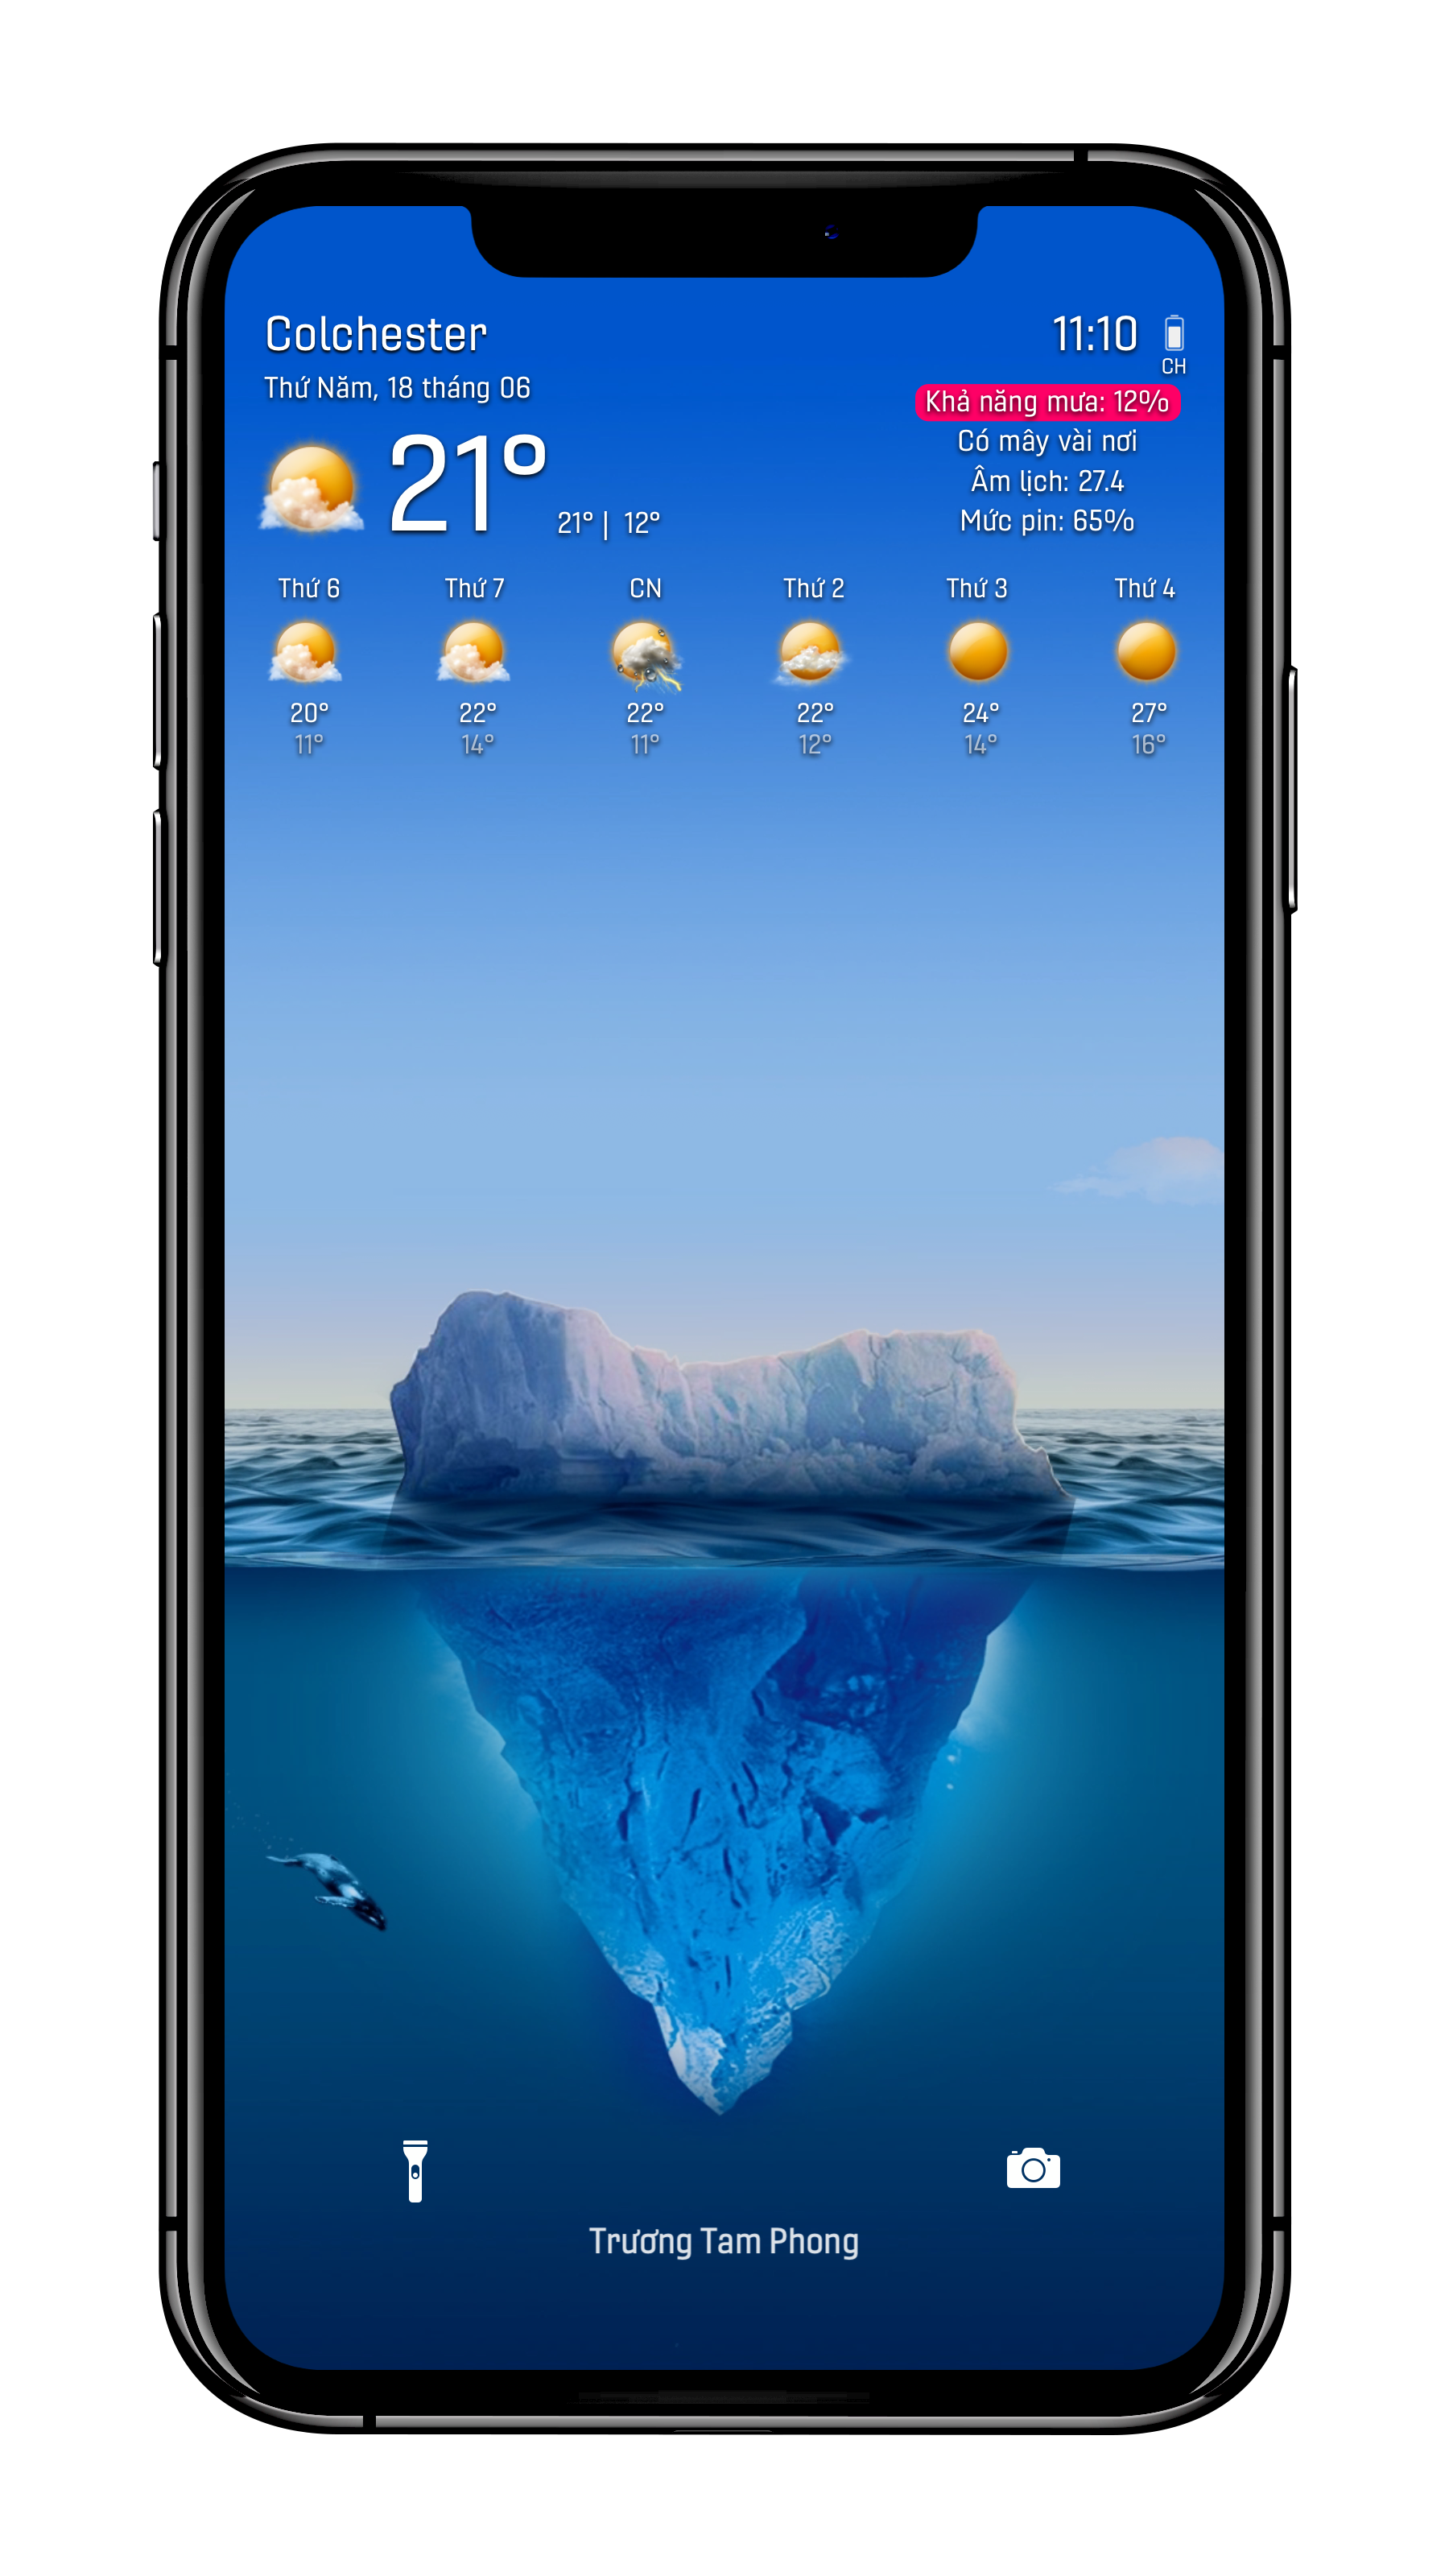 Colchester
11:10
CH
Thứ Năm, 18 tháng 06
Khả năng mưa: 12%
Có mây vài nơi
Âm lịch: 27.4
Mức pin: 65%
21°
21° | 12°
Thứ 6 Thứ 7 CN Thứ 2 Thứ 3 Thứ 4
20° 22° 22° 22° 24° 27°
11° 14° 11° 12° 14° 16°
Trương Tam Phong